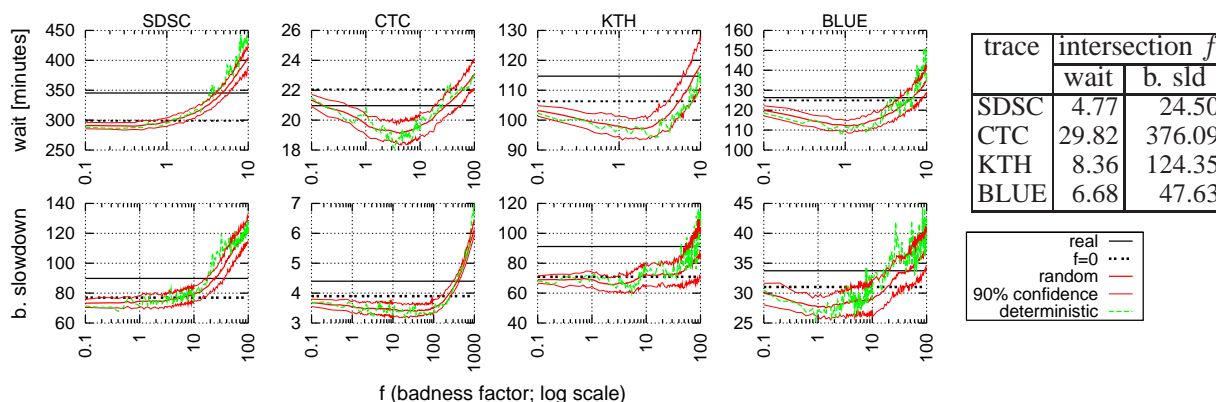 SDSC CTC KTH BLUE
wait [minutes]
450 400 350 300 250
0.1 1 10
26 24 22 20 18
0.1 1 10 100
130 120 110 100 90
0.1 1 10
160 150 140 130 120 110 100
0.1 1 10
b. slowdown
140 120 100 80 60
0.1 1 10 100
7 6 5 4 3
0.1 1 10 100 1000
120 100 80 60 40
0.1 1 10 100
45 40 35 30 25
0.1 1 10 100
f (badness factor; log scale)
trace intersection f
wait b. sld
SDSC 4.77 24.50
CTC 29.82 376.09
KTH 8.36 124.35
BLUE 6.68 47.63
real
f=0
random
90% confidence
deterministic